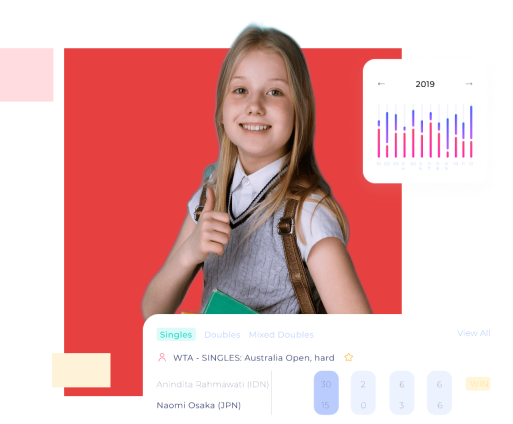 ← 2019 →
Singles Doubles Mixed Doubles View All
WTA - SINGLES: Australia Open, hard
Anindita Rahmawati (IDN) 30 2 6 6 WIN
Naomi Osaka (JPN) 15 0 3 6